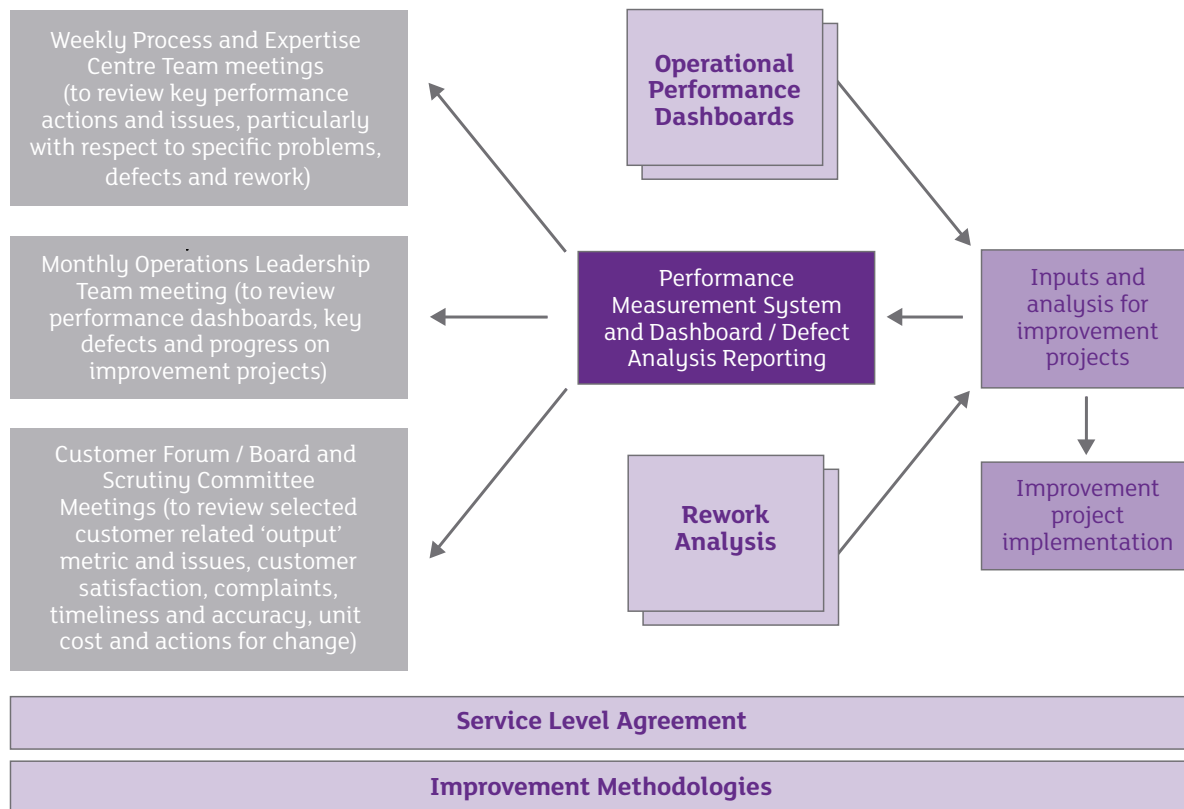 Weekly Process and Expertise
Centre Team meetings
(to review key performance
actions and issues, particularly
with respect to specific problems,
defects and rework)
Monthly Operations Leadership
Team meeting (to review
performance dashboards, key
defects and progress on
improvement projects)
Customer Forum / Board and
Scrutiny Committee
Meetings (to review selected
customer related ‘output’
metric and issues, customer
satisfaction, complaints,
timeliness and accuracy, unit
cost and actions for change)
Operational
Performance
Dashboards
Performance
Measurement System
and Dashboard / Defect
Analysis Reporting
Rework
Analysis
Inputs and
analysis for
improvement
projects
Improvement
project
implementation
Service Level Agreement
Improvement Methodologies